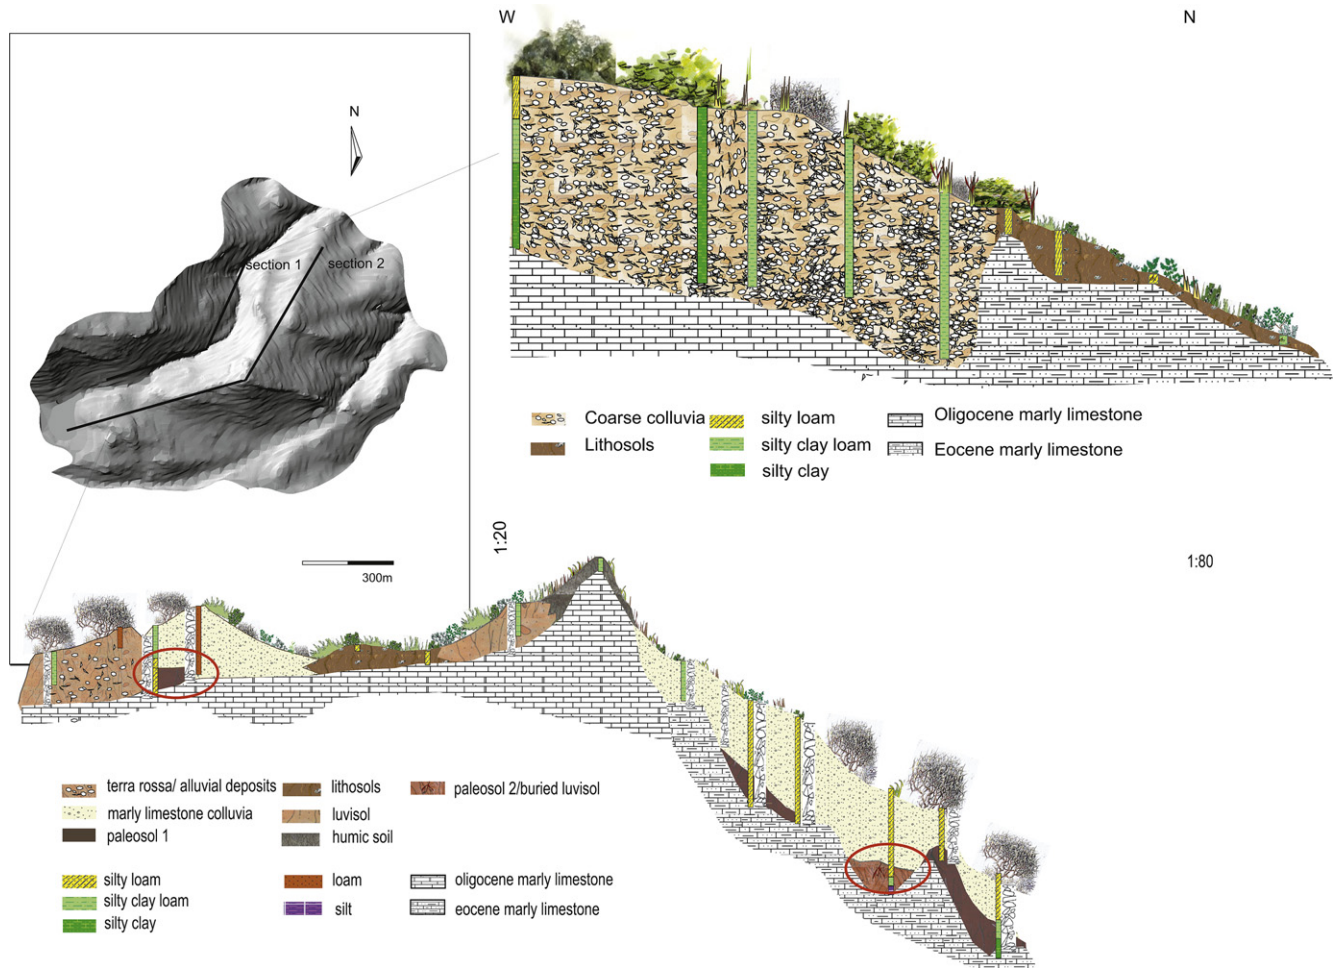 W
N
N
section 1
section 2
Coarse colluvia
silty loam
Oligocene marly limestone
Lithosols
silty clay loam
Eocene marly limestone
silty clay
300m
1:20
1:80
terra rossa/ alluvial deposits
lithosols
paleosol 2/buried luvisol
marly limestone colluvia
luvisol
paleosol 1
humic soil
silty loam
loam
oligocene marly limestone
silty clay loam
silt
eocene marly limestone
silty clay